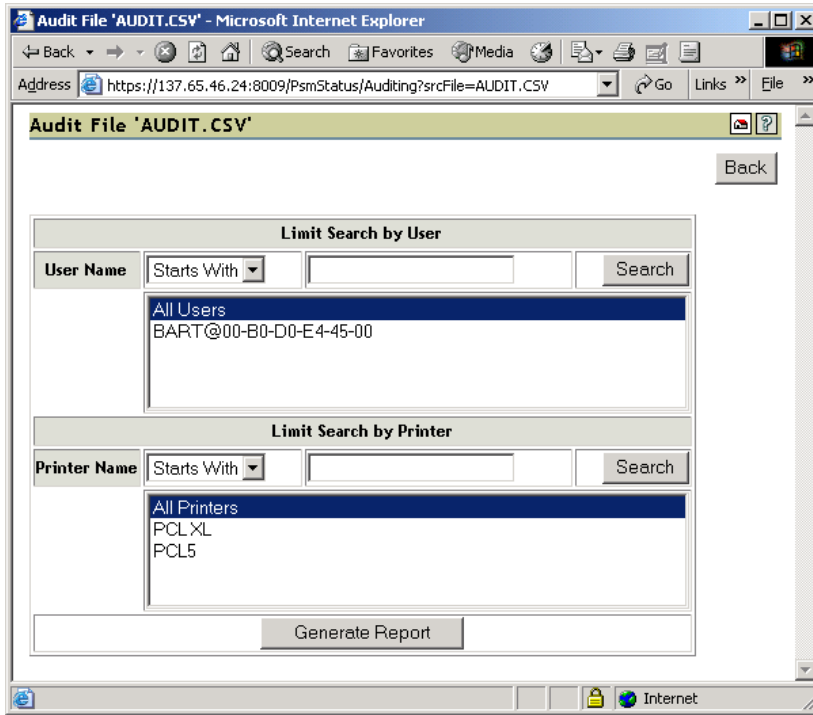 Audit File 'AUDIT.CSV' - Microsoft Internet Explorer
Back Search Favorites Media
Address https://137.65.46.24:8009/PsmStatus/Auditing?srcFile=AUDIT.CSV Go Links » File »
Audit File 'AUDIT.CSV' ?
Back
Limit Search by User
User Name Starts With Search
All Users
BART@00-B0-D0-E4-45-00
Limit Search by Printer
Printer Name Starts With Search
All Printers
PCL XL
PCL5
Generate Report
Internet